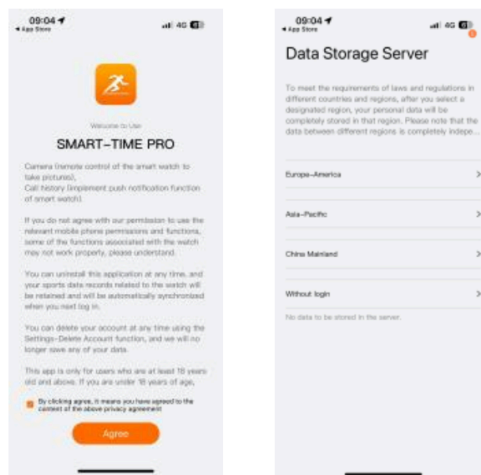 09:04
App Store
4G
Welcome to Use
SMART-TIME PRO
Camera (remote control of the smart watch to
take pictures),
Call history (implement push notification function
of smart watch).
If you do not agree with our permission to use the
relevant mobile phone permissions and functions,
some of the functions associated with the watch
may not work properly, please understand.
You can uninstall this application at any time, and
your sports data records related to the watch will
be retained and will be automatically synchronized
when you next log in.
You can delete your account at any time using the
Settings-Delete Account function, and we will no
longer save any of your data.
This app is only for users who are at least 18 years
old and above. If you are under 18 years of age,
By clicking agree, it means you have agreed to the
content of the above privacy agreement
Agree
09:04
App Store
4G
Data Storage Server
To meet the requirements of laws and regulations in
different countries and regions, after you select a
designated region, your personal data will be
completely stored in that region. Please note that the
data between different regions is completely indepe...
Europe-America
Asia-Pacific
China Mainland
Without login
No data to be stored in the server.